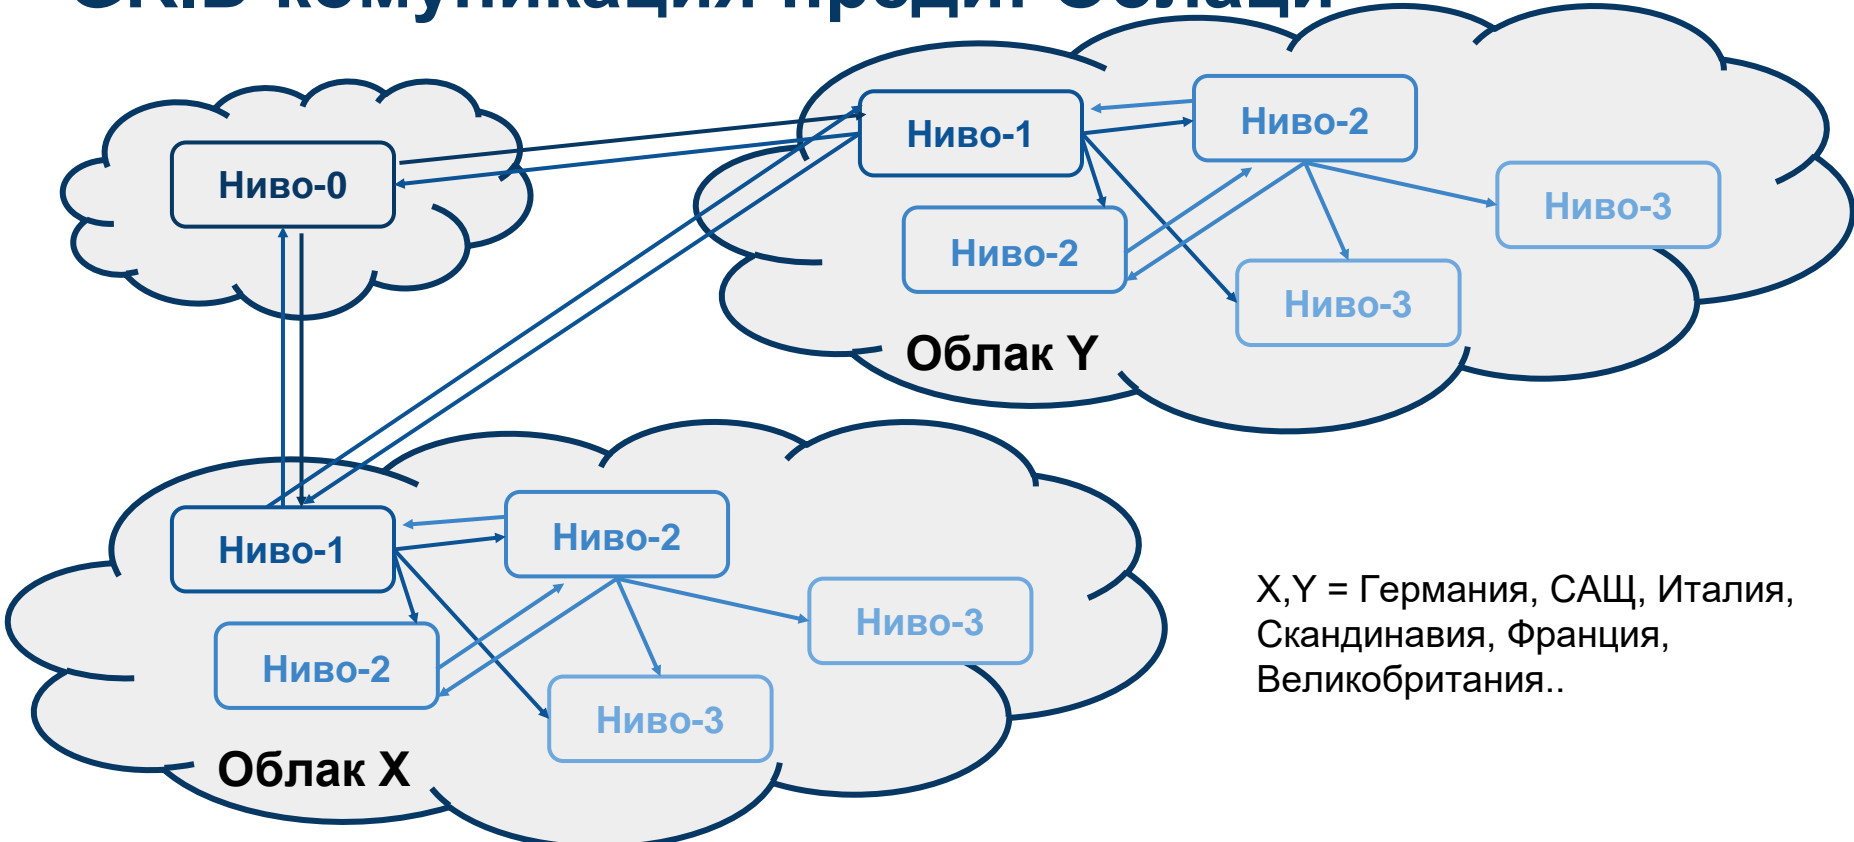 комуникация
Ниво-1
Ниво-2
Ниво-0
Ниво-3
Ниво-2
Ниво-3
Облак Y
Ниво-2
Ниво-1
X,Y = Германия, САЩ, Италия,
Скандинавия, Франция,
Великобритания..
Ниво-3
Ниво-2
Ниво-3
Облак X